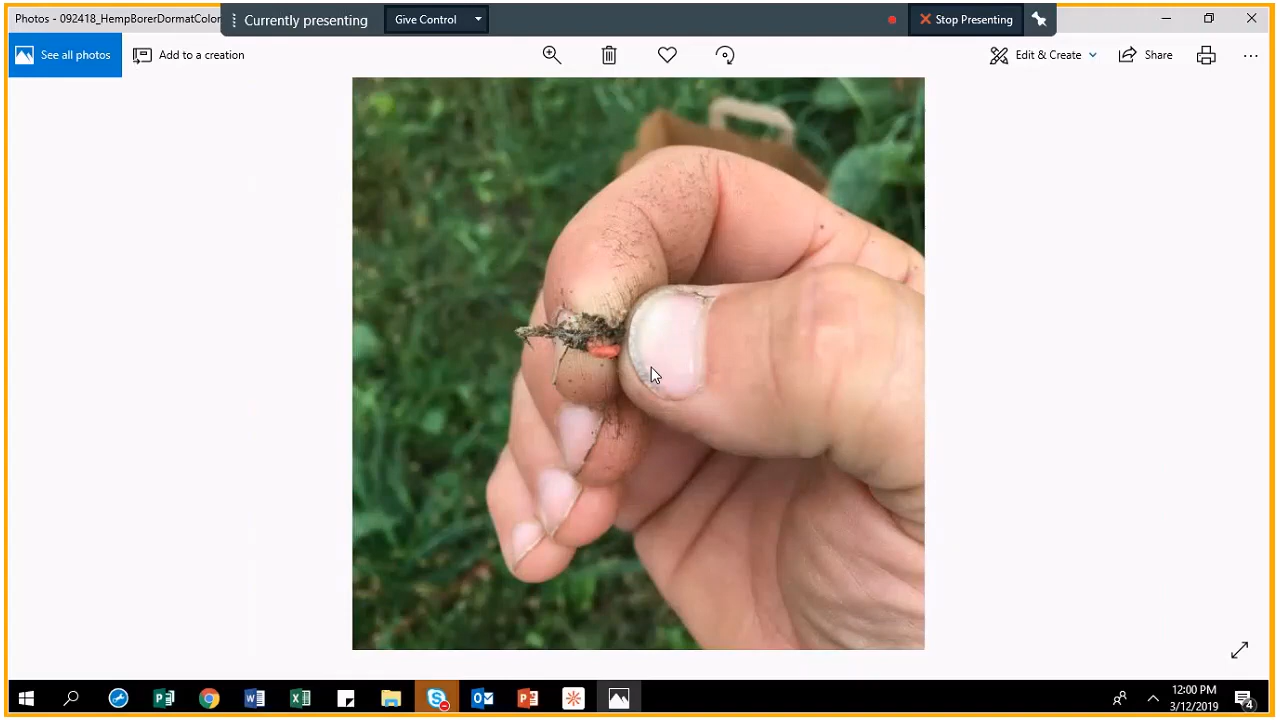 Photos - 092418_HempBorerDormatColor
Currently presenting
Give Control
Stop Presenting
See all photos
Add to a creation
Edit & Create
Share
12:00 PM
3/12/2019
4